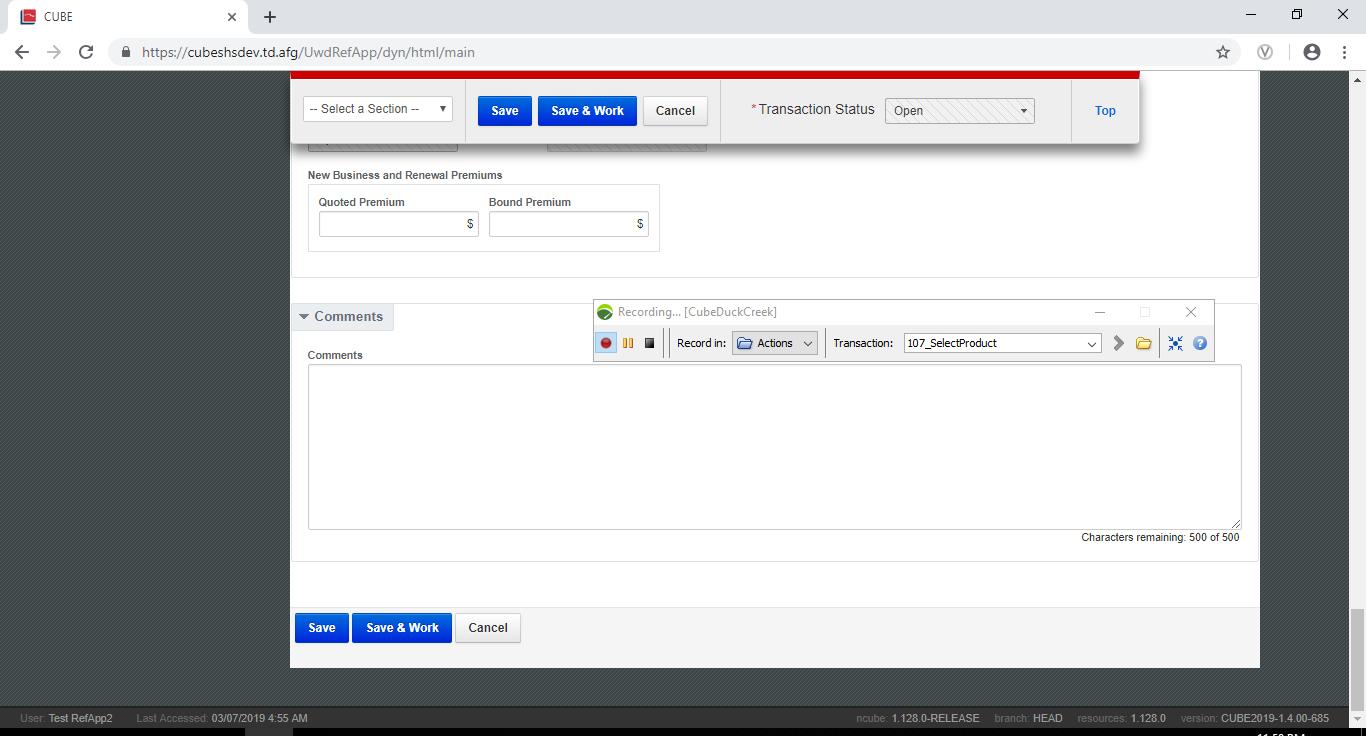 CUBE
https://cubeshsdev.td.afg/UwdRefApp/dyn/html/main
-- Select a Section --
Save
Save & Work
Cancel
*Transaction Status
Open
Top
New Business and Renewal Premiums
Quoted Premium
Bound Premium
$
$
Comments
Recording... [CubeDuckCreek]
Record in:
Actions
Transaction:
107_SelectProduct
?
Comments
Characters remaining: 500 of 500
Save
Save & Work
Cancel
User: Test RefApp2 Last Accessed: 03/07/2019 4:55 AM
ncube: 1.128.0-RELEASE branch: HEAD resources: 1.128.0 version: CUBE2019-1.4.00-685